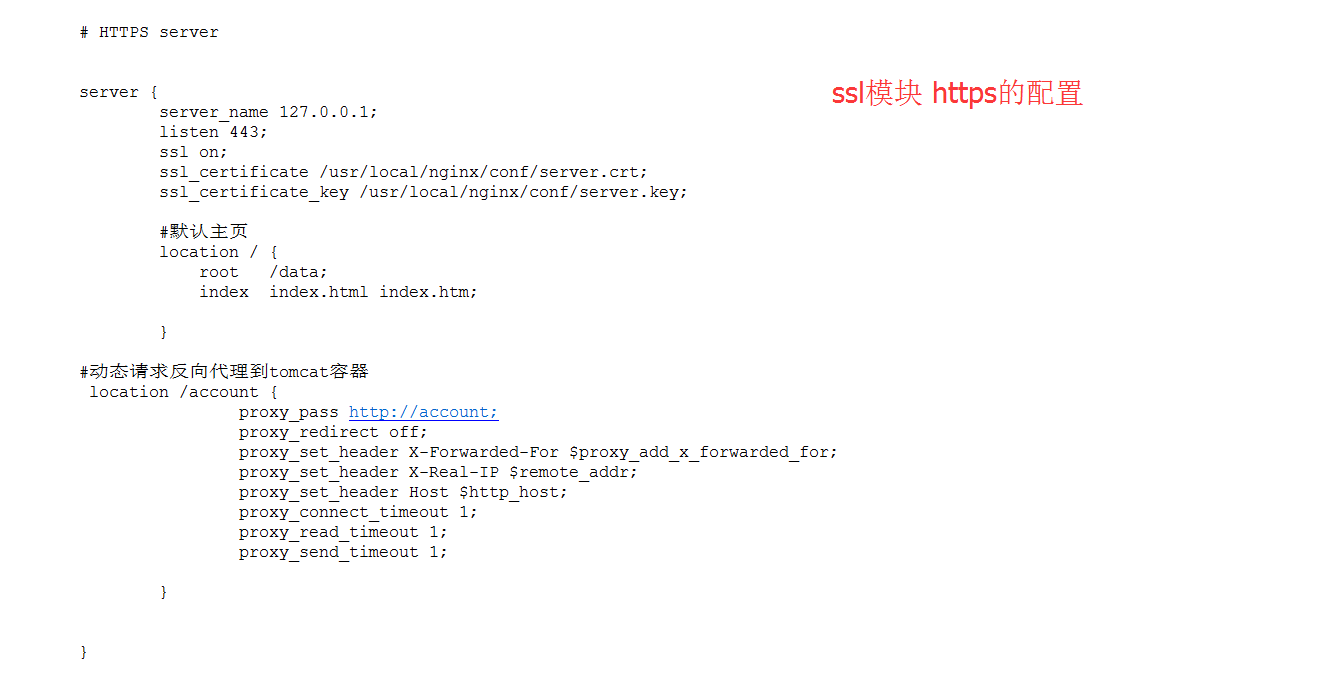 # HTTPS server
server {
ssl模块 https的配置
server_name 127.0.0.1;
listen 443;
ssl on;
ssl_certificate /usr/local/nginx/conf/server.crt;
ssl_certificate_key /usr/local/nginx/conf/server.key;
#默认主页
location / {
root   /data;
index  index.html index.htm;
}
#动态请求反向代理到tomcat容器
location /account {
proxy_pass http://account;
proxy_redirect off;
proxy_set_header X-Forwarded-For $proxy_add_x_forwarded_for;
proxy_set_header X-Real-IP $remote_addr;
proxy_set_header Host $http_host;
proxy_connect_timeout 1;
proxy_read_timeout 1;
proxy_send_timeout 1;
}
}